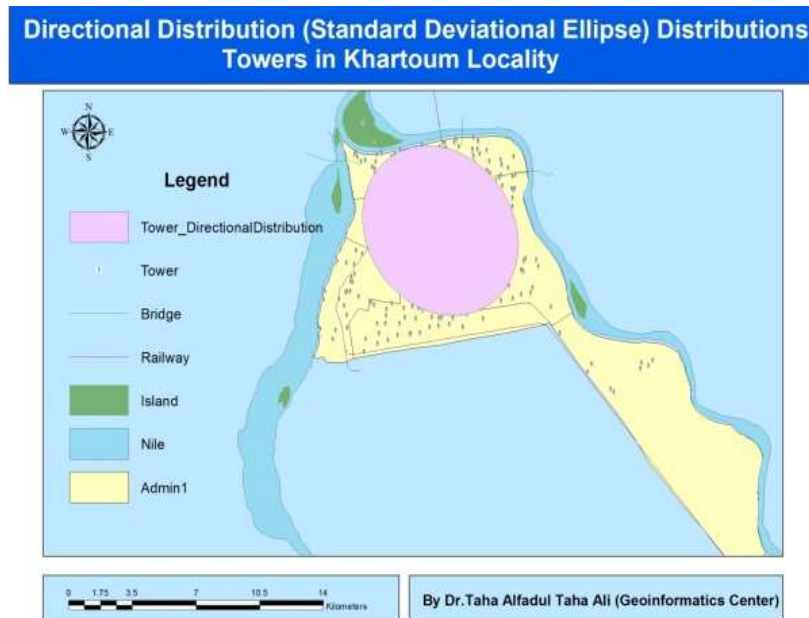 Directional Distribution (Standard Deviational Ellipse) Distributions
Towers in Khartoum Locality
N
W E
S
Legend
Tower_DirectionalDistribution
Tower
Bridge
Railway
Island
Nile
Admin1
0 1.75 3.5 7 10.5 14
Kilometers
By Dr.Taha Alfadul Taha Ali (Geoinformatics Center)